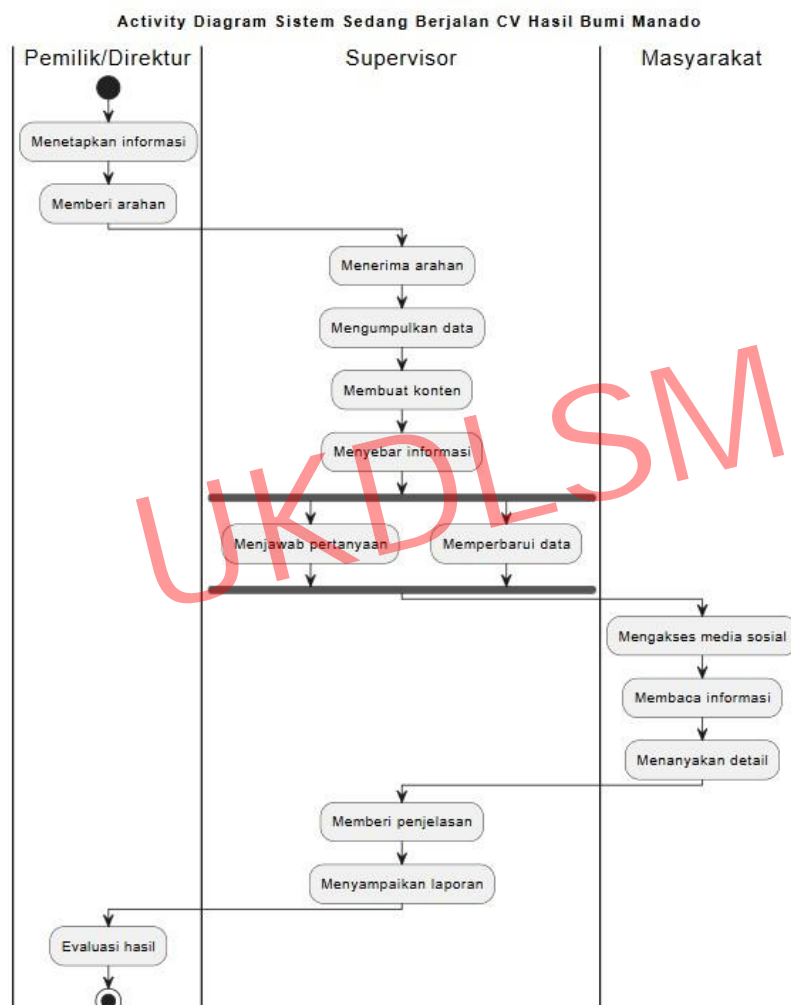 Activity Diagram Sistem Sedang Berjalan CV Hasil Bumi Manado
Pemilik/Direktur
Supervisor
Masyarakat
Menetapkan informasi
Memberi arahan
Menerima arahan
Mengumpulkan data
Membuat konten
Menyebar informasi
Menjawab pertanyaan
Memperbarui data
Mengakses media sosial
Membaca informasi
Menanyakan detail
Memberi penjelasan
Menyampaikan laporan
Evaluasi hasil
UKDLSM